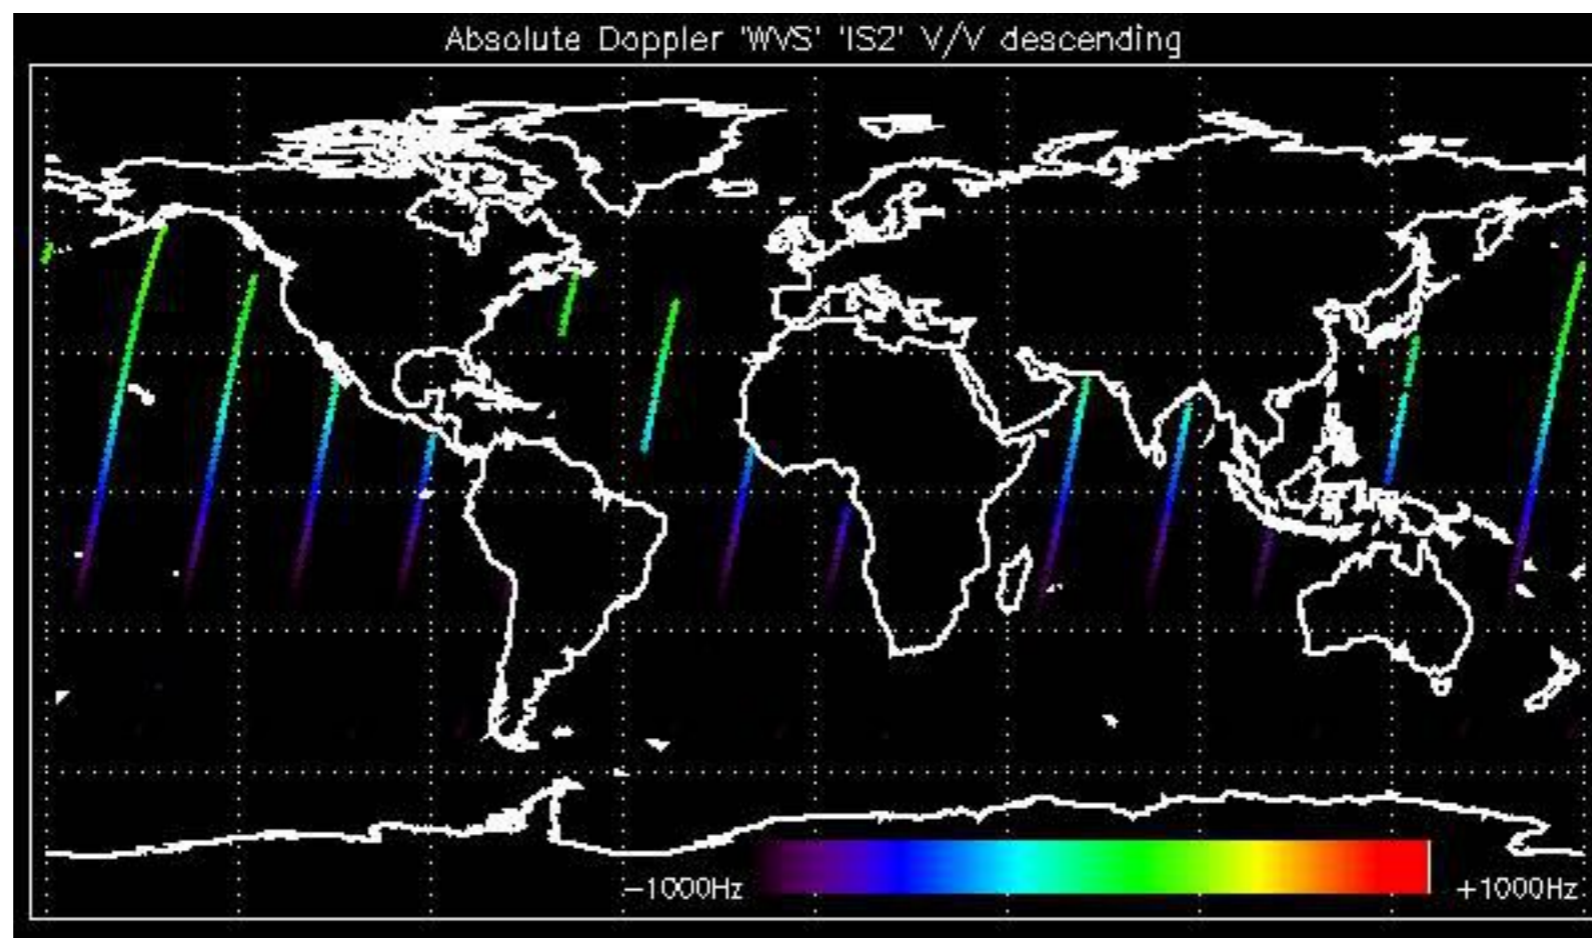 Absolute Doppler 'WVS' 'IS2' V/V descending
−1000Hz
+1000Hz